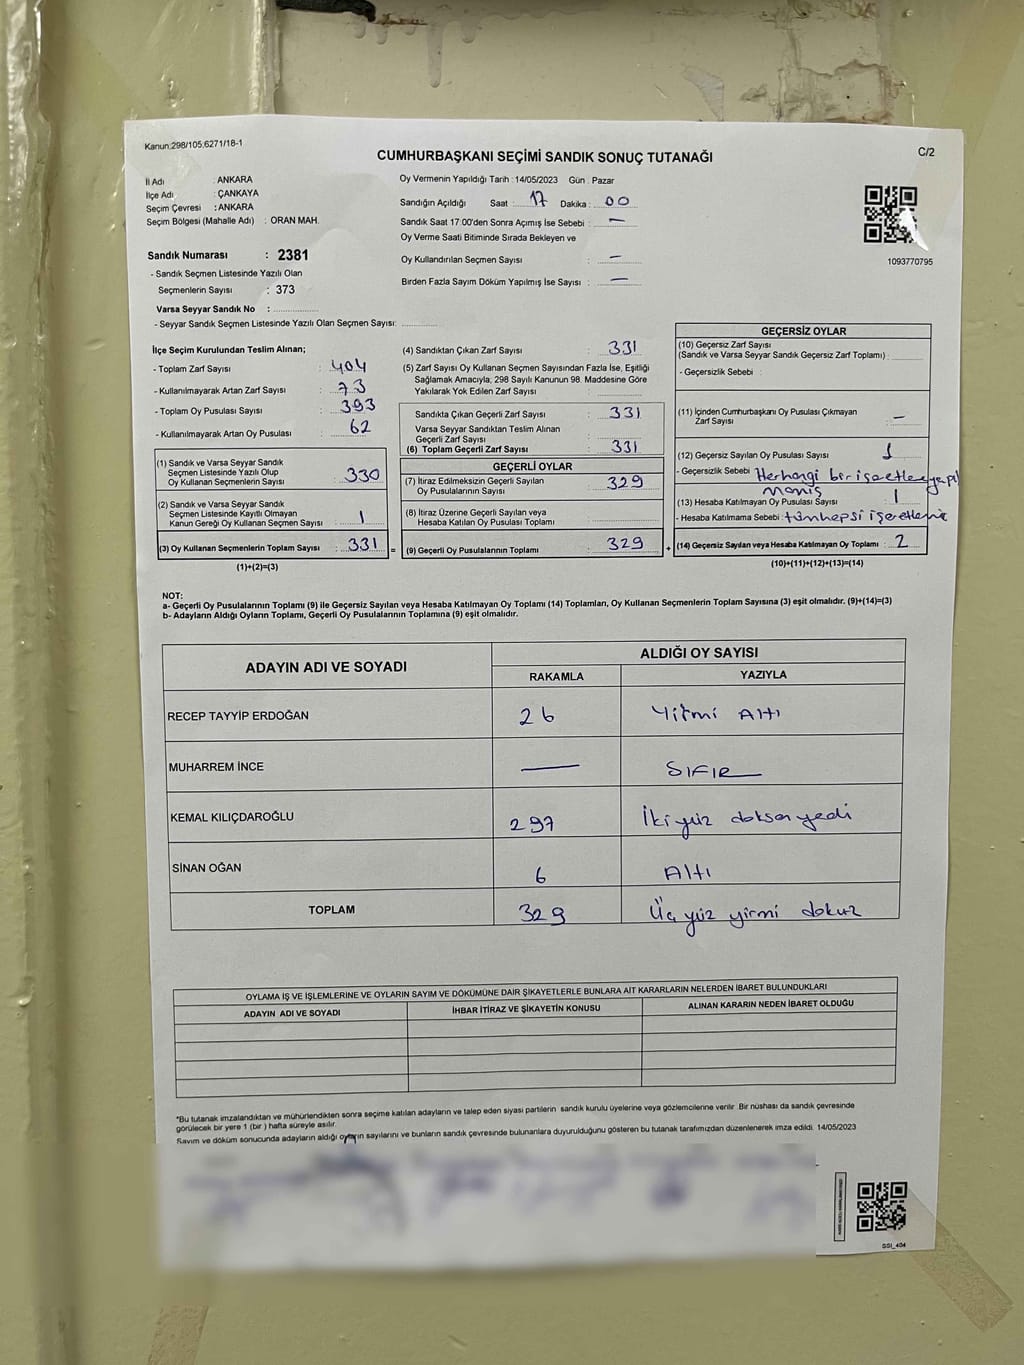 Kanun:298/105,6271/18-1
C/2
CUMHURBAŞKANI SEÇİMİ SANDIK SONUÇ TUTANAĞI
İl Adı : ANKARA
İlçe Adı : ÇANKAYA
Seçim Çevresi : ANKARA
Seçim Bölgesi (Mahalle Adı) : ORAN MAH.
Oy Vermenin Yapıldığı Tarih : 14/05/2023 Gün : Pazar
Sandığın Açıldığı Saat : 17 Dakika : 00
Sandık Saat 17:00'den Sonra Açımış İse Sebebi : —
Oy Verme Saati Bitiminde Sırada Bekleyen ve
Oy Kullandırılan Seçmen Sayısı : —
Birden Fazla Sayım Döküm Yapılmış İse Sayısı : —
1093770795
Sandık Numarası : 2381
- Sandık Seçmen Listesinde Yazılı Olan
Seçmenlerin Sayısı : 373
Varsa Seyyar Sandık No :
- Seyyar Sandık Seçmen Listesinde Yazılı Olan Seçmen Sayısı:
İlçe Seçim Kurulundan Teslim Alınan;
- Toplam Zarf Sayısı : 404
- Kullanılmayarak Artan Zarf Sayısı : 73
- Toplam Oy Pusulası Sayısı : 393
- Kullanılmayarak Artan Oy Pusulası : 62
(1) Sandık ve Varsa Seyyar Sandık
Seçmen Listesinde Yazılı Olup
Oy Kullanan Seçmenlerin Sayısı : 330
(2) Sandık ve Varsa Seyyar Sandık
Seçmen Listesinde Kayıtlı Olmayan
Kanun Gereği Oy Kullanan Seçmen Sayısı : 1
(3) Oy Kullanan Seçmenlerin Toplam Sayısı : 331 =
(1)+(2)=(3)
(4) Sandıktan Çıkan Zarf Sayısı : 331
(5) Zarf Sayısı Oy Kullanan Seçmen Sayısından Fazla İse, Eşitliği
Sağlamak Amacıyla; 298 Sayılı Kanunun 98. Maddesine Göre
Yakılarak Yok Edilen Zarf Sayısı :
Sandıkta Çıkan Geçerli Zarf Sayısı : 331
Varsa Seyyar Sandıktan Teslim Alınan
Geçerli Zarf Sayısı :
(6) Toplam Geçerli Zarf Sayısı : 331
GEÇERLİ OYLAR
(7) İtiraz Edilmeksizin Geçerli Sayılan
Oy Pusulalarının Sayısı : 329
(8) İtiraz Üzerine Geçerli Sayılan veya
Hesaba Katılan Oy Pusulası Toplamı :
(9) Geçerli Oy Pusulalarının Toplamı : 329 +
GEÇERSİZ OYLAR
(10) Geçersiz Zarf Sayısı
(Sandık ve Varsa Seyyar Sandık Geçersiz Zarf Toplamı) :
- Geçersizlik Sebebi :
(11) İçinden Cumhurbaşkanı Oy Pusulası Çıkmayan
Zarf Sayısı : —
(12) Geçersiz Sayılan Oy Pusulası Sayısı : 1
- Geçersizlik Sebebi : Herhangi bir işaretleme
(13) Hesaba Katılmayan Oy Pusulası Sayısı : 1
- Hesaba Katılmama Sebebi :
(14) Geçersiz Sayılan veya Hesaba Katılmayan Oy Toplamı : 2
(10)+(11)+(12)+(13)=(14)
NOT:
a- Geçerli Oy Pusulalarının Toplamı (9) ile Geçersiz Sayılan veya Hesaba Katılmayan Oy Toplamı (14) Toplamları, Oy Kullanan Seçmenlerin Toplam Sayısına (3) eşit olmalıdır. (9)+(14)=(3)
b- Adayların Aldığı Oyların Toplamı, Geçerli Oy Pusulalarının Toplamına (9) eşit olmalıdır.
ADAYIN ADI VE SOYADI ALDIĞI OY SAYISI
RAKAMLA YAZIYLA
RECEP TAYYİP ERDOĞAN 26 Yirmi Altı
MUHARREM İNCE — SIFIR
KEMAL KILIÇDAROĞLU 297 İki yüz doksan yedi
SİNAN OĞAN 6 Altı
TOPLAM 329 Üç yüz yirmi dokuz
OYLAMA İŞ VE İŞLEMLERİNE VE OYLARIN SAYIM VE DÖKÜMÜNE DAİR ŞİKAYETLERLE BUNLARA AİT KARARLARIN NELERDEN İBARET BULUNDUKLARI
ADAYIN ADI VE SOYADI İHBAR İTİRAZ VE ŞİKAYETİN KONUSU ALINAN KARARIN NEDEN İBARET OLDUĞU
*Bu tutanak imzalandıktan ve mühürlendikten sonra seçime katılan adayların ve talep eden siyasi partilerin sandık kurulu üyelerine veya gözlemcilerine verilir. Bir nüshası da sandık çevresinde
görülecek bir yere 1 (bir) hafta süreyle asılır.
Sayım ve döküm sonucunda adayların aldığı oyların sayılarını ve bunların sandık çevresinde bulunanlara duyurulduğunu gösteren bu tutanak tarafımızdan düzenlenerek imza edildi. 14/05/2023
SSI_404